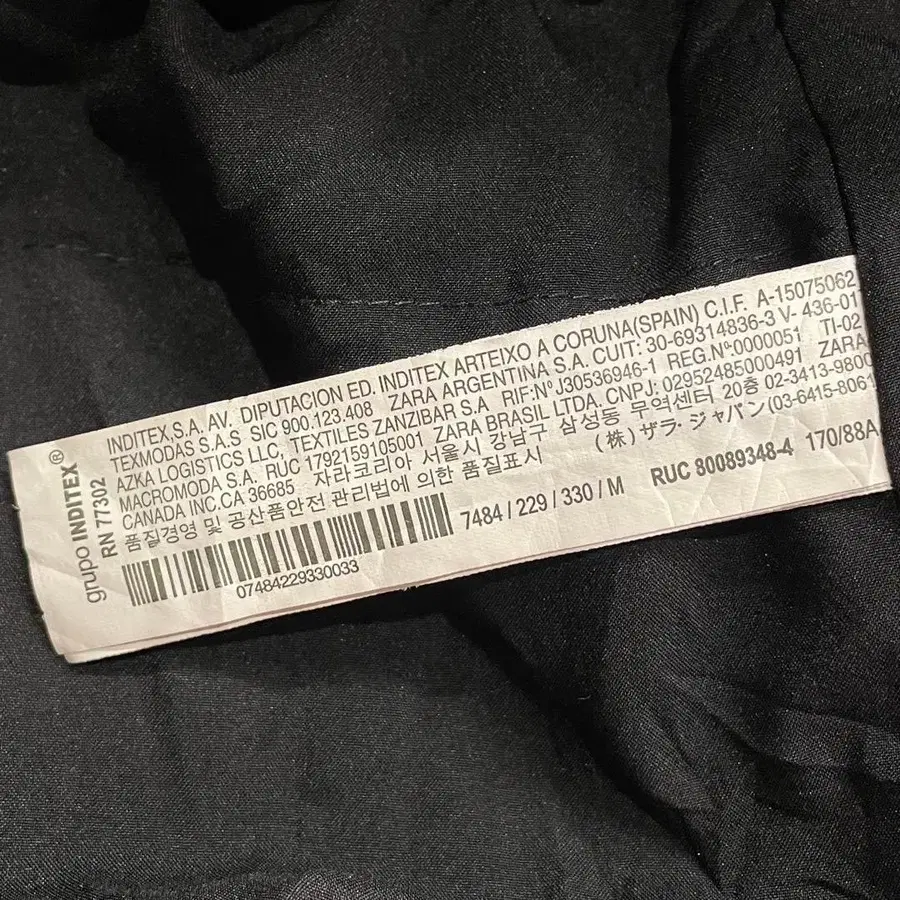 grupo INDITEX®
RN 77302
INDITEX,S.A. AV. DIPUTACION ED. INDITEX ARTEIXO A CORUNA(SPAIN) C.I.F. A-15075062
TEXMODAS S.A.S SIC 900.123.408 ZARA ARGENTINA S.A. CUIT: 30-69314836-3 V- 436-01
AZKA LOGISTICS LLC, TEXTILES ZANZIBAR S.A RIF:Nº J30536946-1 REG.Nº:0000051 TI-02
MACROMODA S.A. RUC 1792159105001 ZARA BRASIL LTDA. CNPJ: 02952485000491 ZARA
CANADA INC.CA 36685 자라코리아 서울시 강남구 삼성동 무역센터 20층 02-3413-9800
품질경영 및 공산품안전 관리법에 의한 품질표시 (株) ザラ・ジャパン(03-6415-8061
7484 / 229 / 330 / M RUC 80089348-4 170/88A
07484229330033